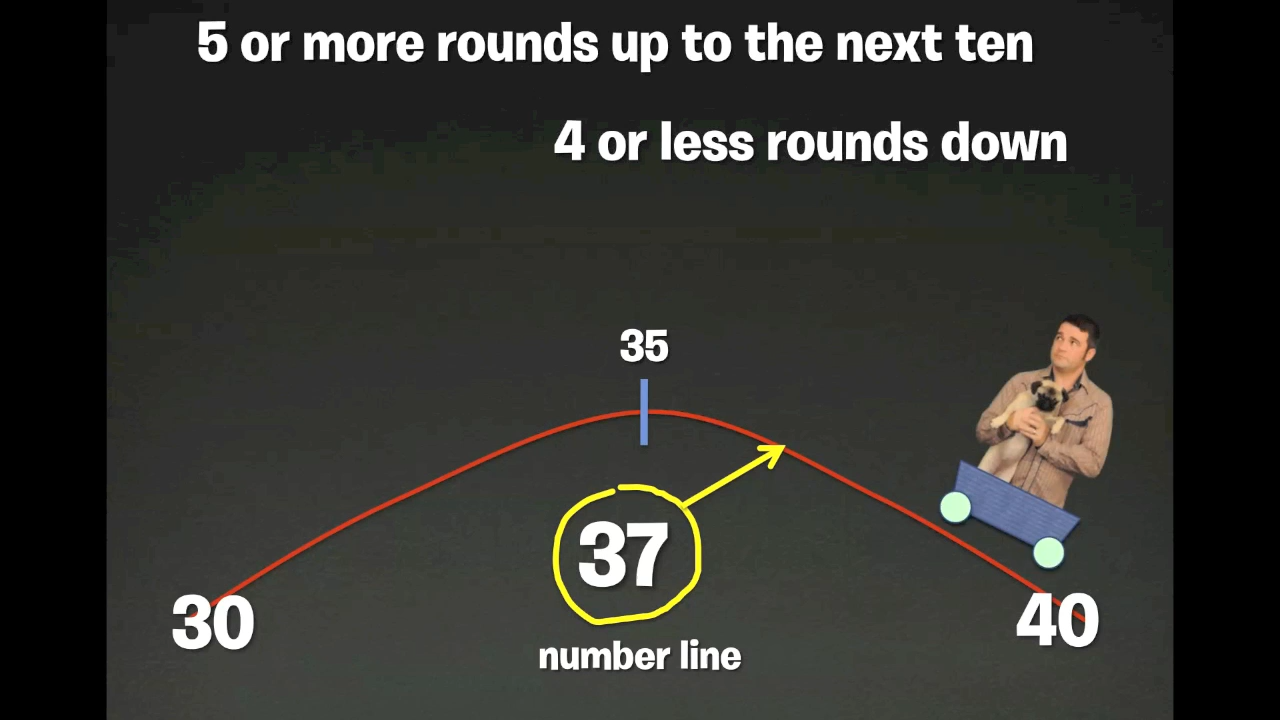 5 or more rounds up to the next ten
4 or less rounds down
35
37
30
40
number line